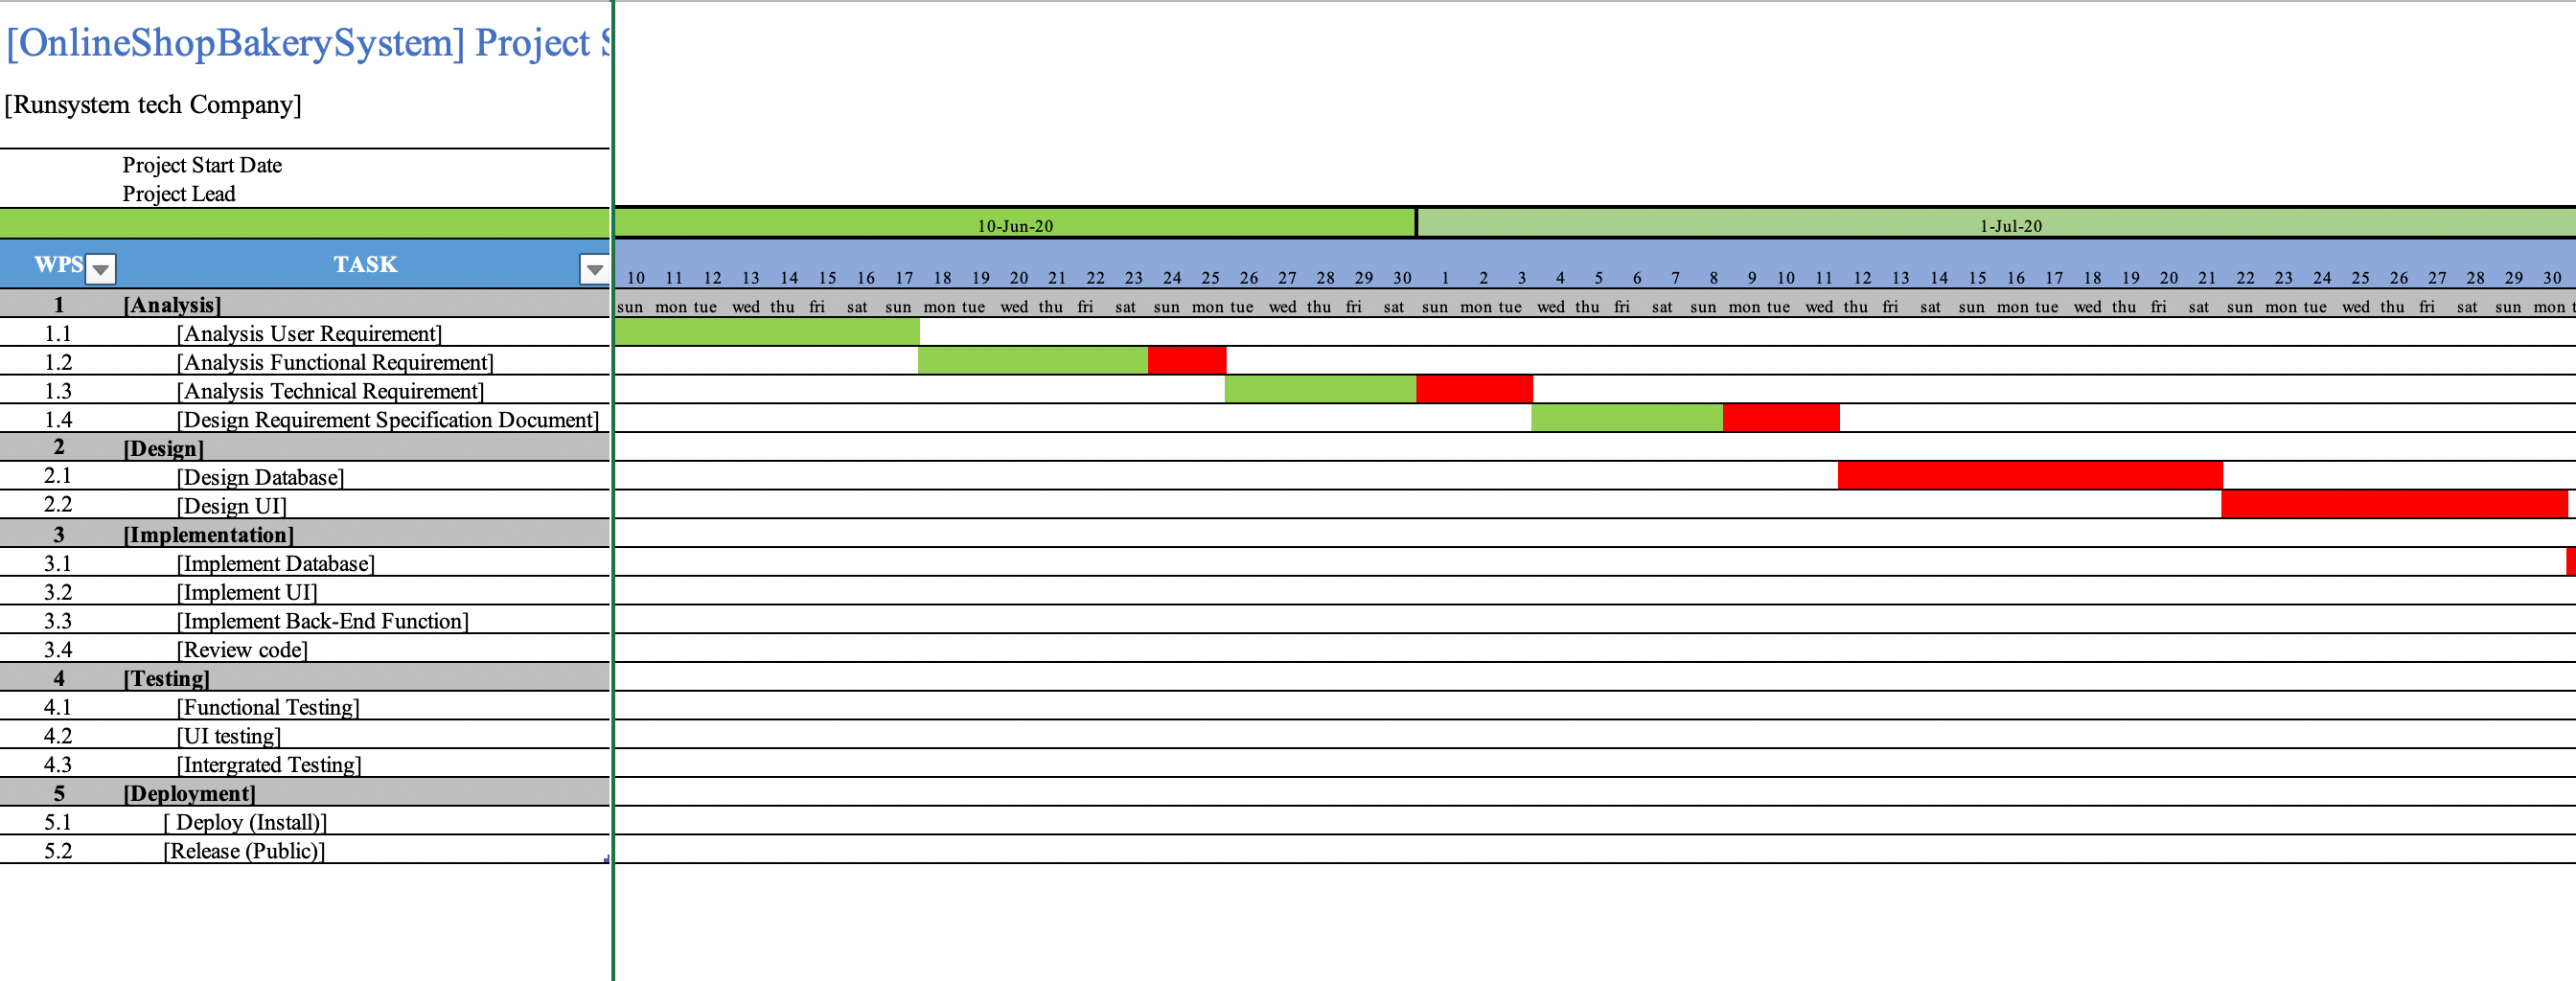 [OnlineShopBakerySystem] Project
[Runsystem tech Company]
Project Start Date
Project Lead
10-Jun-20 1-Jul-20
WPS TASK 10 11 12 13 14 15 16 17 18 19 20 21 22 23 24 25 26 27 28 29 30 1 2 3 4 5 6 7 8 9 10 11 12 13 14 15 16 17 18 19 20 21 22 23 24 25 26 27 28 29 30
1 [Analysis] sun mon tue wed thu fri sat sun mon tue wed thu fri sat sun mon tue wed thu fri sat sun mon tue wed thu fri sat sun mon tue wed thu fri sat sun mon tue wed thu fri sat sun mon tue wed thu fri sat sun mon t
1.1 [Analysis User Requirement]
1.2 [Analysis Functional Requirement]
1.3 [Analysis Technical Requirement]
1.4 [Design Requirement Specification Document]
2 [Design]
2.1 [Design Database]
2.2 [Design UI]
3 [Implementation]
3.1 [Implement Database]
3.2 [Implement UI]
3.3 [Implement Back-End Function]
3.4 [Review code]
4 [Testing]
4.1 [Functional Testing]
4.2 [UI testing]
4.3 [Intergrated Testing]
5 [Deployment]
5.1 [ Deploy (Install)]
5.2 [Release (Public)]